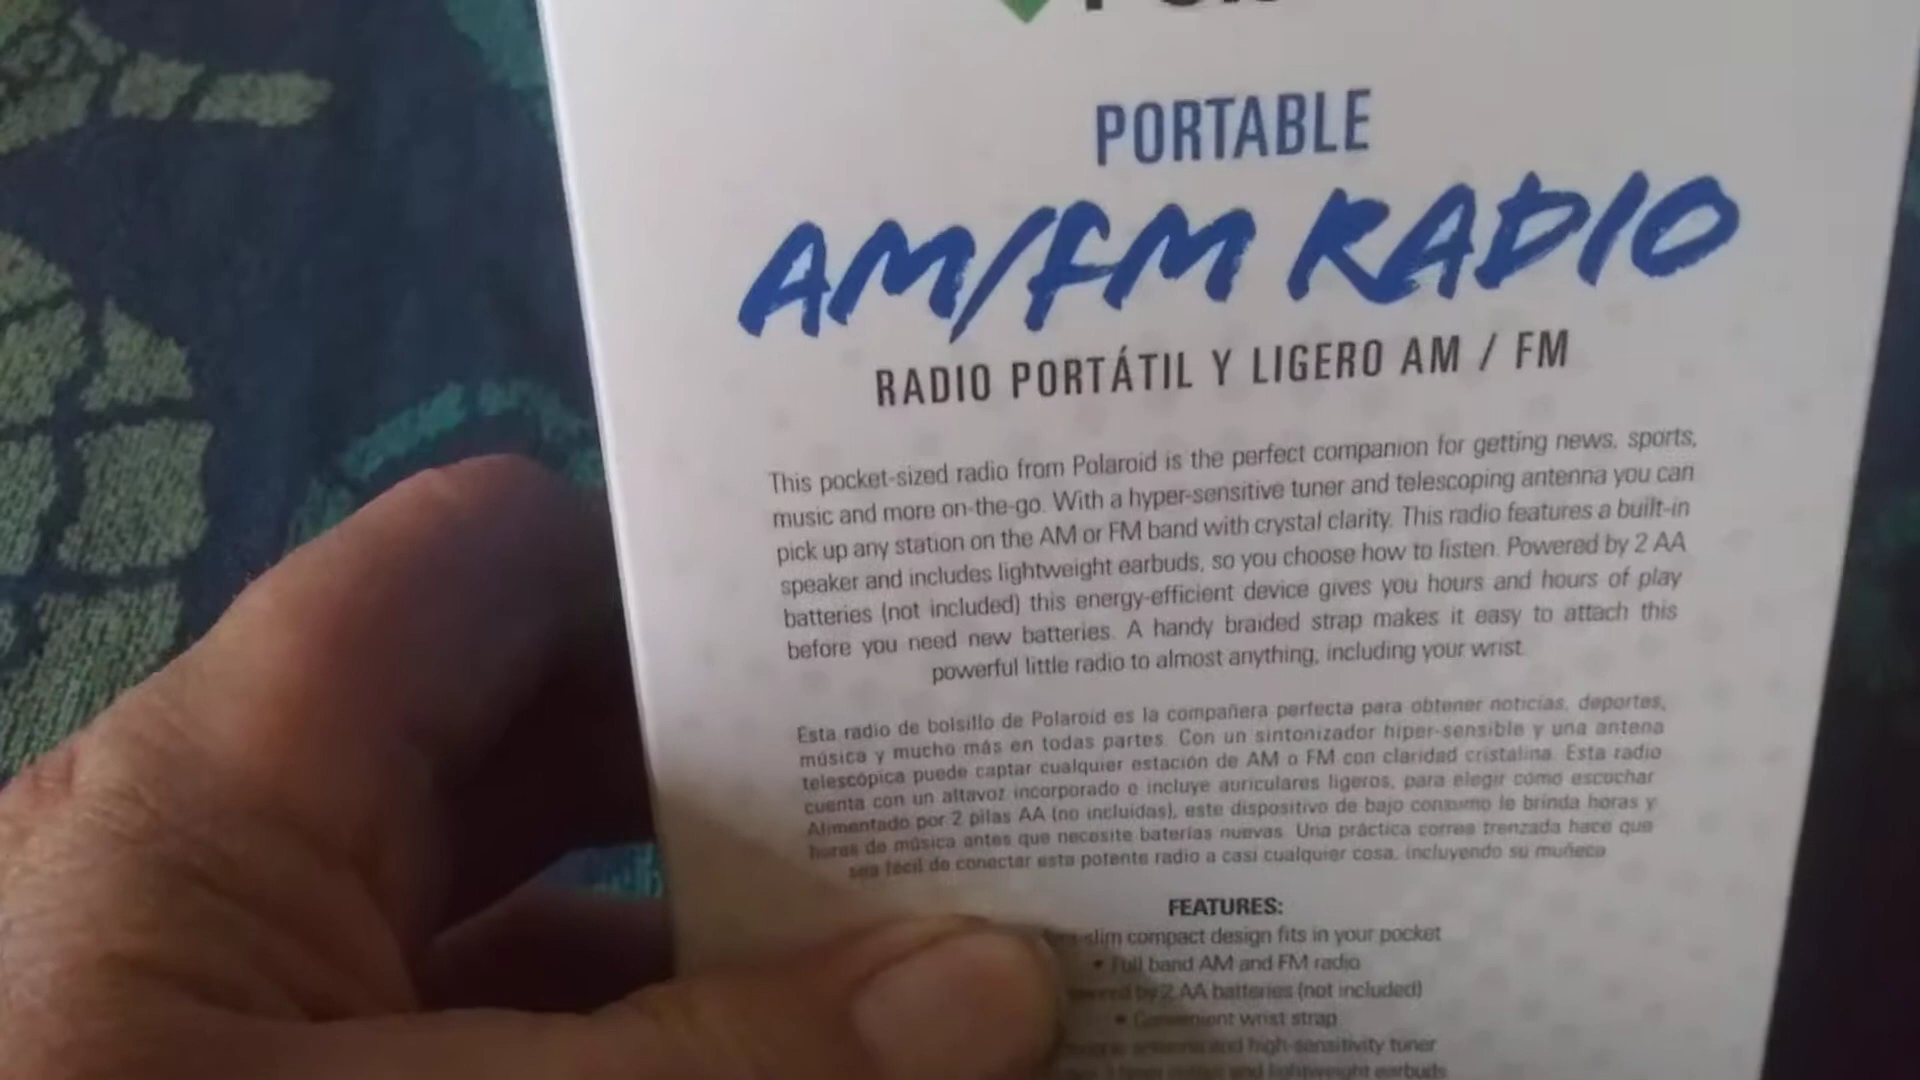 PORTABLE
AM/FM RADIO
RADIO PORTÁTIL Y LIGERO AM / FM
This pocket-sized radio from Polaroid is the perfect companion for getting news, sports,
music and more on-the-go. With a hyper-sensitive tuner and telescoping antenna you can
pick up any station on the AM or FM band with crystal clarity. This radio features a built-in
speaker and includes lightweight earbuds, so you choose how to listen. Powered by 2 AA
batteries (not included) this energy-efficient device gives you hours and hours of play
before you need new batteries. A handy braided strap makes it easy to attach this
powerful little radio to almost anything, including your wrist.
Esta radio de bolsillo de Polaroid es la compañera perfecta para obtener noticias, deportes,
música y mucho más en todas partes. Con un sintonizador hiper-sensible y una antena
telescópica puede captar cualquier estación de AM o FM con claridad cristalina. Esta radio
cuenta con un altavoz incorporado e incluye auriculares ligeros, para elegir cómo escuchar
Alimentado por 2 pilas AA (no incluidas), este dispositivo de bajo consumo le brinda horas y
horas de música antes que necesite baterías nuevas. Una práctica correa trenzada hace que
sea fácil de conectar esta potente radio a casi cualquier cosa, incluyendo su muñeca
FEATURES:
slim compact design fits in your pocket
• Full band AM and FM radio
by 2 AA batteries (not included)
• Convenient wrist strap
and high-sensitivity tuner
and lightweight earbuds